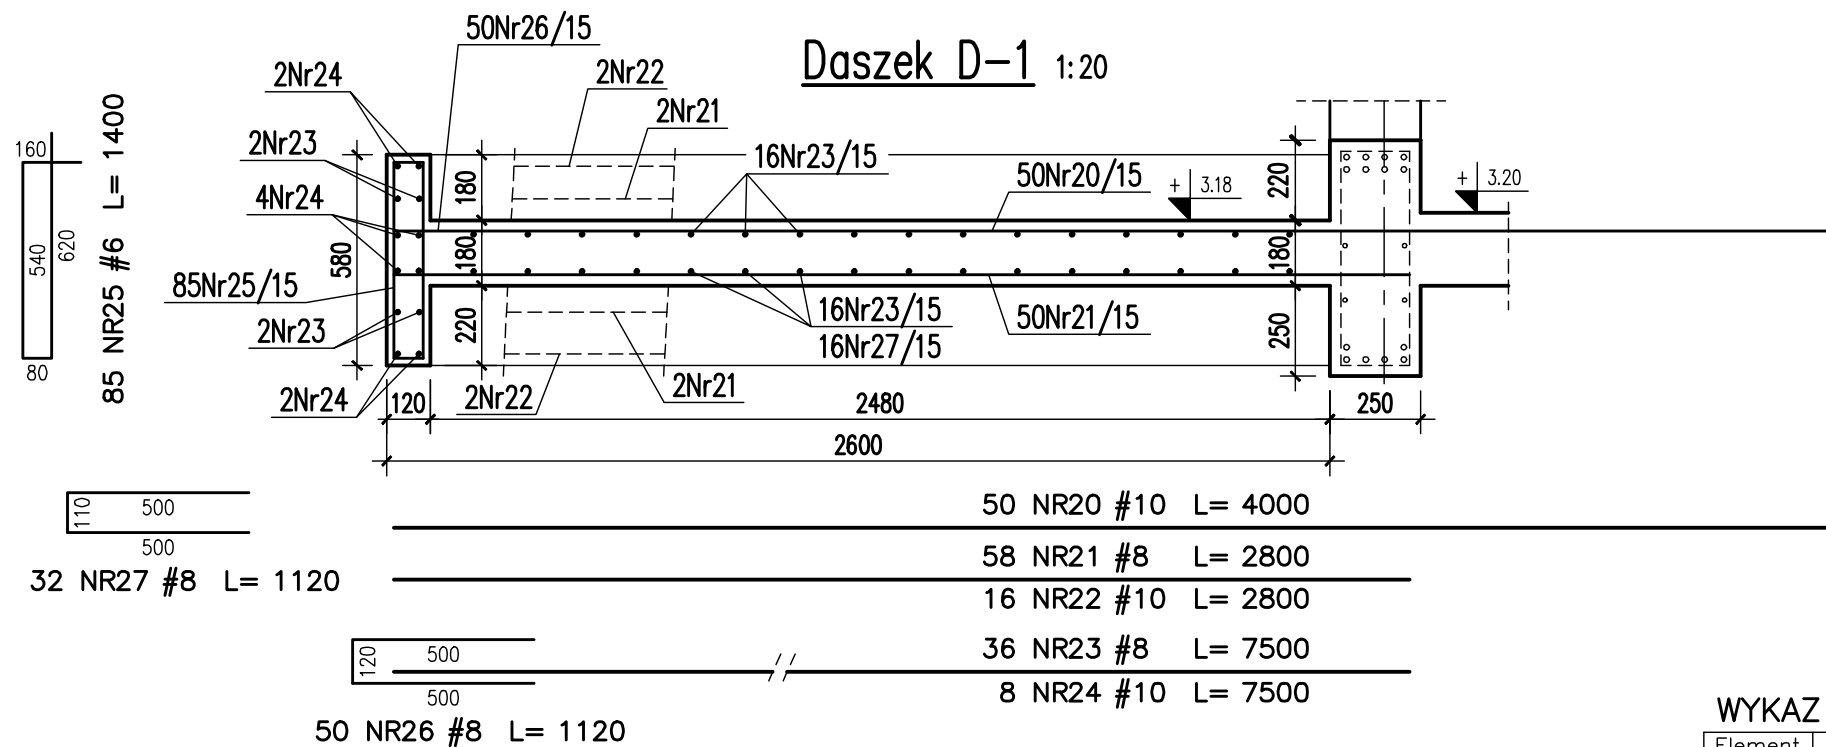 Daszek D-1 1:20
50Nr26/15
2Nr24
2Nr22
2Nr21
2Nr23
16Nr23/15
50Nr20/15
4Nr24
+ 3.18
+ 3.20
160
540
620
80
85 NR25 #6 L= 1400
180
220
580
180
180
85Nr25/15
2Nr23
220
16Nr23/15
16Nr27/15
50Nr21/15
250
2Nr24
120
2Nr22
2Nr21
2480
250
2600
110
500
500
32 NR27 #8 L= 1120
50 NR20 #10 L= 4000
58 NR21 #8 L= 2800
16 NR22 #10 L= 2800
36 NR23 #8 L= 7500
8 NR24 #10 L= 7500
120
500
500
50 NR26 #8 L= 1120
WYKAZ
Element